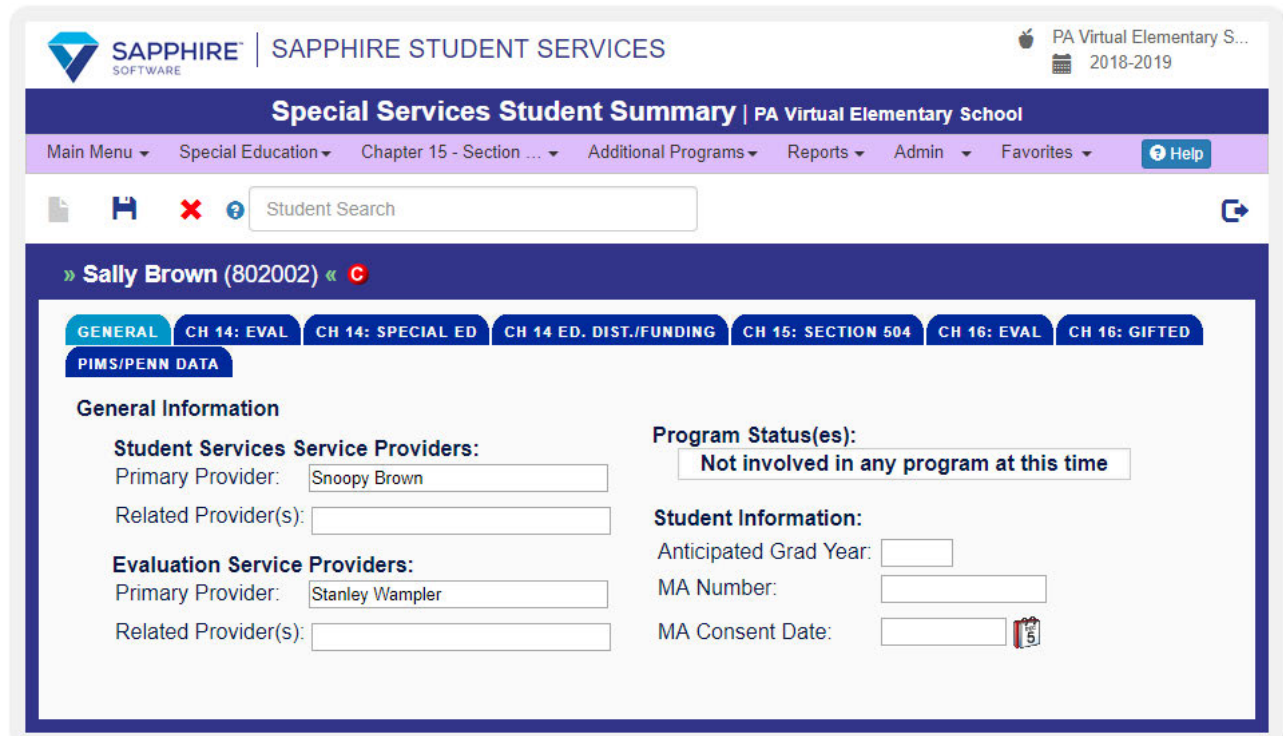 SAPPHIRE™ SOFTWARE | SAPPHIRE STUDENT SERVICES
PA Virtual Elementary S...
2018-2019
Special Services Student Summary | PA Virtual Elementary School
Main Menu Special Education Chapter 15 - Section ... Additional Programs Reports Admin Favorites ? Help
? Student Search
» Sally Brown (802002) « C
GENERAL CH 14: EVAL CH 14: SPECIAL ED CH 14 ED. DIST./FUNDING CH 15: SECTION 504 CH 16: EVAL CH 16: GIFTED
PIMS/PENN DATA
General Information
Student Services Service Providers:
Primary Provider: Snoopy Brown
Related Provider(s):
Evaluation Service Providers:
Primary Provider: Stanley Wampler
Related Provider(s):
Program Status(es):
Not involved in any program at this time
Student Information:
Anticipated Grad Year:
MA Number:
MA Consent Date:
5